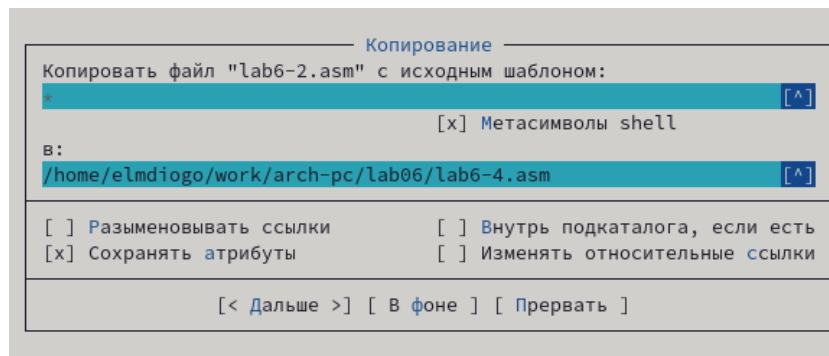 Копирование
Копировать файл "lab6-2.asm" с исходным шаблоном:
* [^]
[x] Метасимволы shell
в:
/home/elmdiogo/work/arch-pc/lab06/lab6-4.asm [^]
[ ] Разыменовывать ссылки [ ] Внутрь подкаталога, если есть
[x] Сохранять атрибуты [ ] Изменять относительные ссылки
[< Дальше >] [ В фоне ] [ Прервать ]